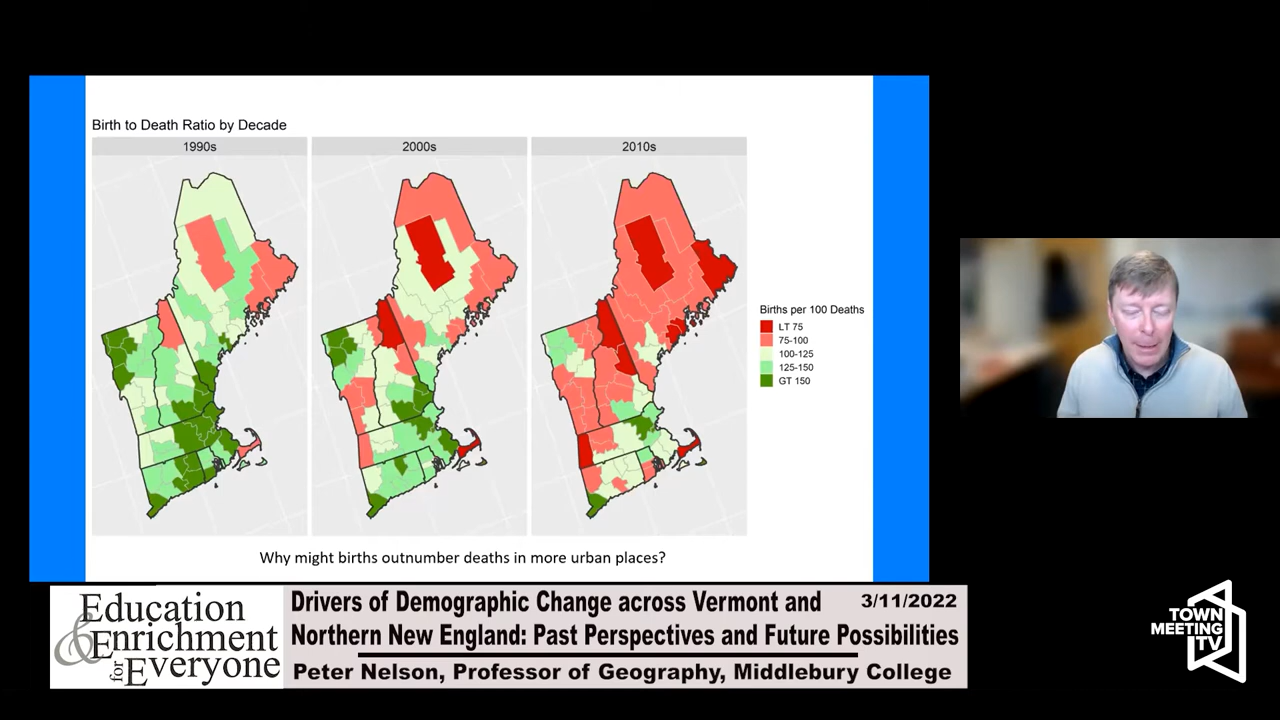 Birth to Death Ratio by Decade
1990s
2000s
2010s
Births per 100 Deaths
LT 75
75-100
100-125
125-150
GT 150
Why might births outnumber deaths in more urban places?
Education
& Enrichment
for Everyone
Drivers of Demographic Change across Vermont and 3/11/2022
Northern New England: Past Perspectives and Future Possibilities
Peter Nelson, Professor of Geography, Middlebury College
TOWN
MEETING
TV